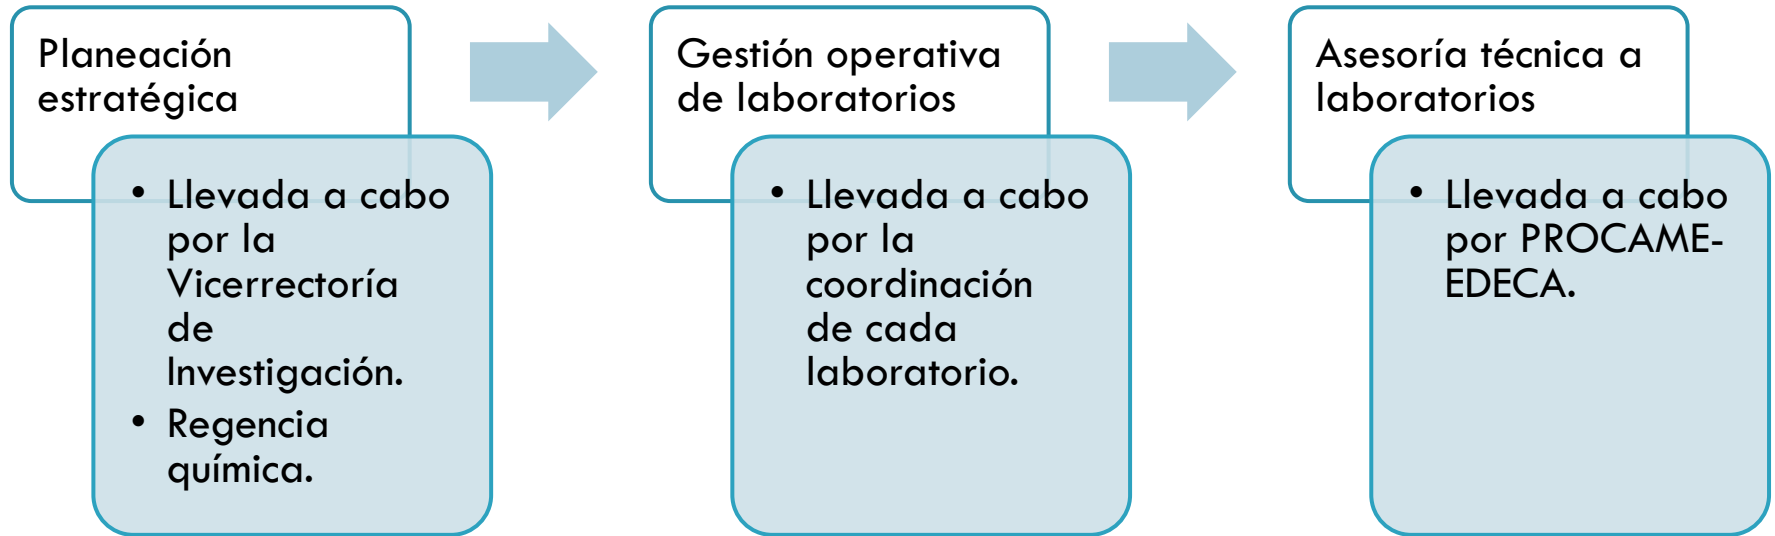 Planeación
estratégica
• Llevada a cabo
por la
Vicerrectoría
de
Investigación.
• Regencia
química.
Gestión operativa
de laboratorios
• Llevada a cabo
por la
coordinación
de cada
laboratorio.
Asesoría técnica a
laboratorios
• Llevada a cabo
por PROCAME-
EDECA.